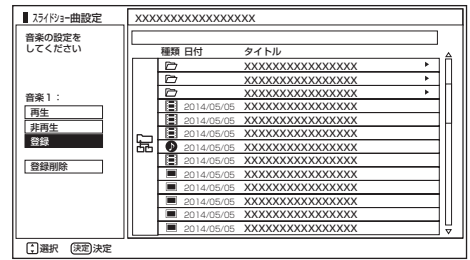 スライドショー曲設定
XXXXXXXXXXXXXXXXXX
音楽の設定を
してください
種類 日付 タイトル
XXXXXXXXXXXXXXXXX
XXXXXXXXXXXXXXXXX
XXXXXXXXXXXXXXXXX
音楽1:
再生
非再生
登録
登録削除
2014/05/05 XXXXXXXXXXXXXXXXX
2014/05/05 XXXXXXXXXXXXXXXXX
2014/05/05 XXXXXXXXXXXXXXXXX
2014/05/05 XXXXXXXXXXXXXXXXX
2014/05/05 XXXXXXXXXXXXXXXXX
2014/05/05 XXXXXXXXXXXXXXXXX
2014/05/05 XXXXXXXXXXXXXXXXX
2014/05/05 XXXXXXXXXXXXXXXXX
2014/05/05 XXXXXXXXXXXXXXXXX
2014/05/05 XXXXXXXXXXXXXXXXX
選択 決定 決定